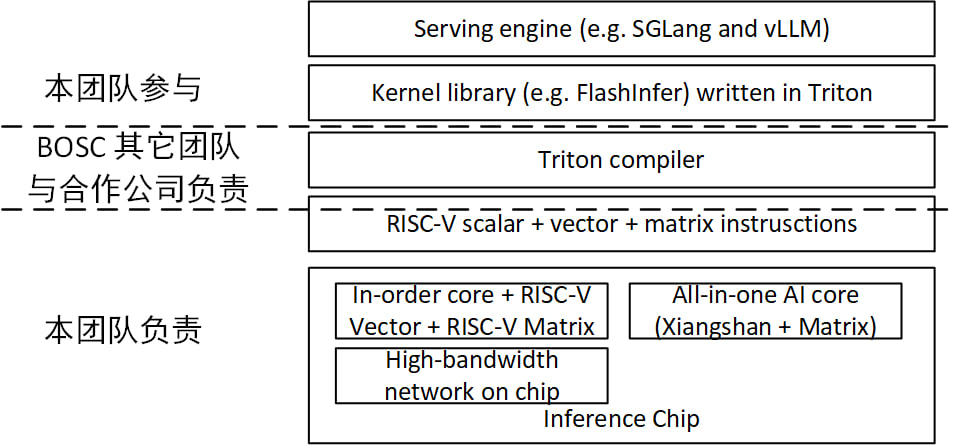 Serving engine (e.g. SGLang and vLLM)
本团队参与
Kernel library (e.g. FlashInfer) written in Triton
BOSC 其它团队
与合作公司负责
Triton compiler
RISC-V scalar + vector + matrix instrusctions
本团队负责
In-order core + RISC-V
Vector + RISC-V Matrix
All-in-one AI core
(Xiangshan + Matrix)
High-bandwidth
network on chip
Inference Chip